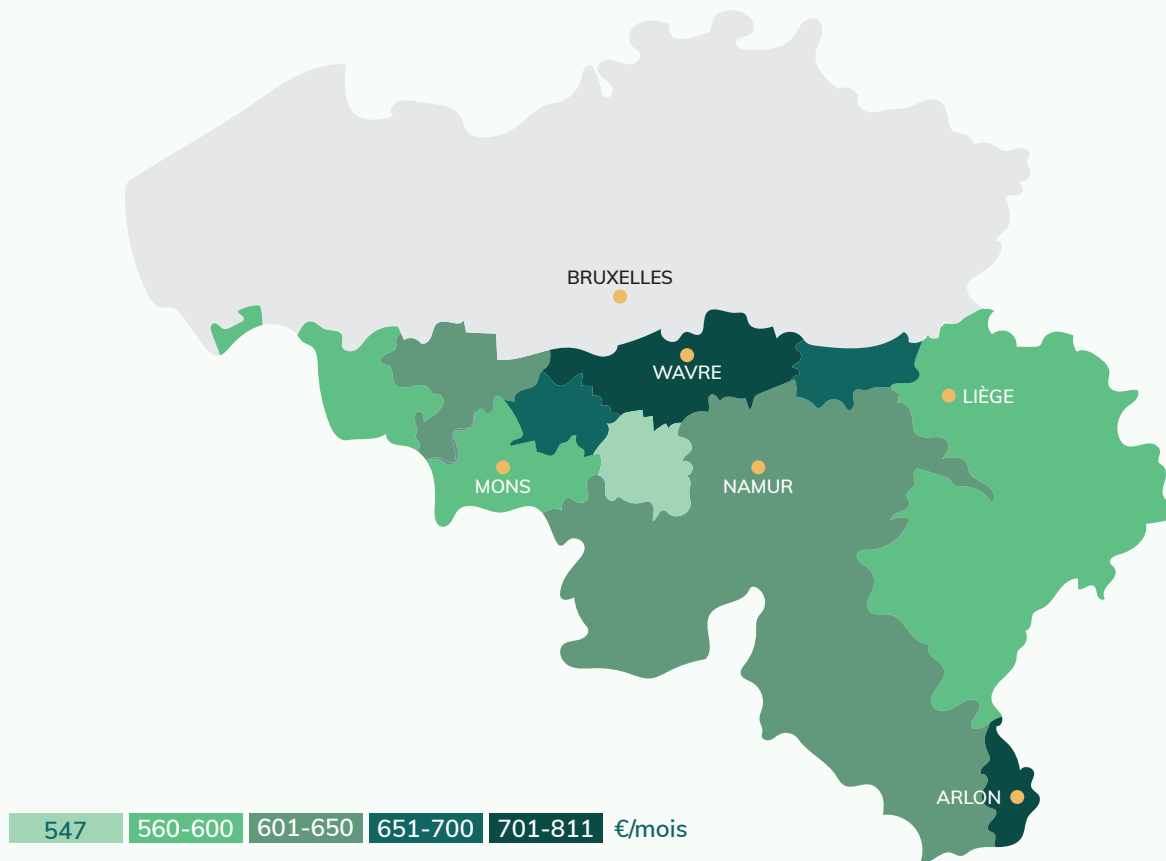 BRUXELLES
WAVRE
LIÈGE
MONS
NAMUR
ARLON
547 560-600 601-650 651-700 701-811 €/mois